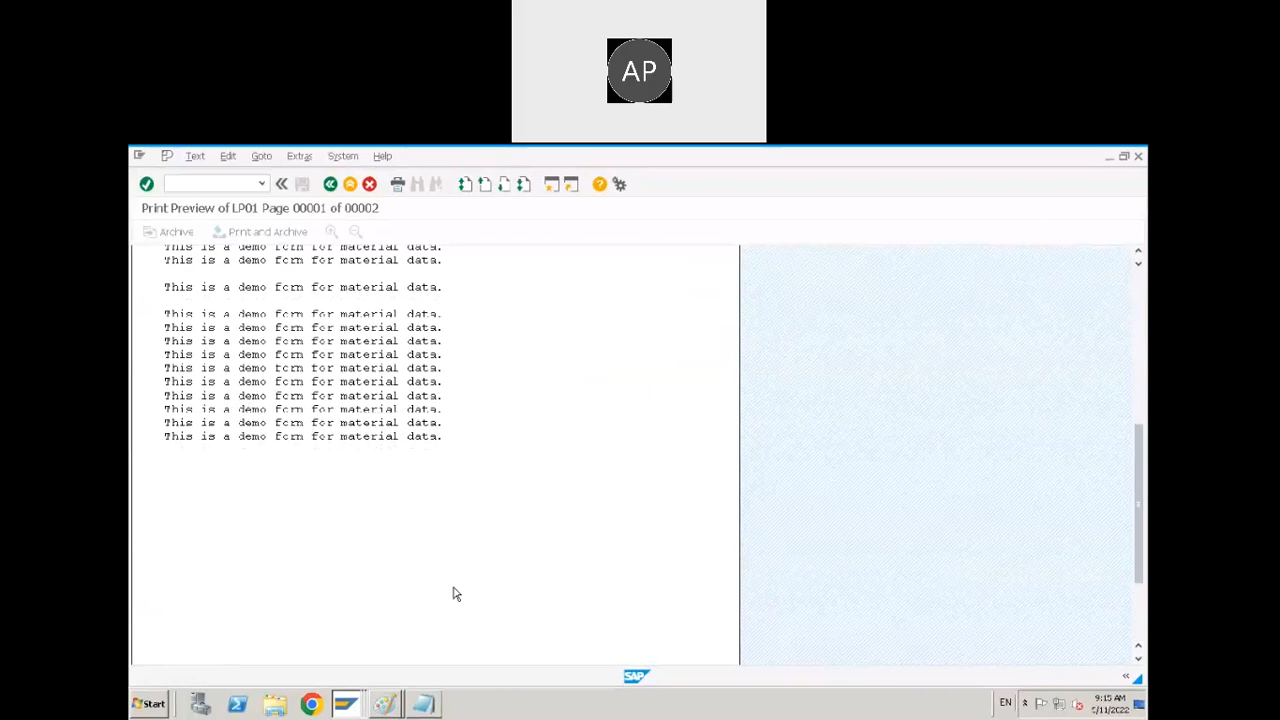 AP
Text Edit Goto Extras System Help
Print Preview of LP01 Page 00001 of 00002
Archive Print and Archive
This is a demo form for material data.
This is a demo form for material data.
This is a demo form for material data.
This is a demo form for material data.
This is a demo form for material data.
This is a demo form for material data.
This is a demo form for material data.
This is a demo form for material data.
This is a demo form for material data.
This is a demo form for material data.
This is a demo form for material data.
This is a demo form for material data.
This is a demo form for material data.
SAP
Start
EN
9:15 AM
5/11/2022